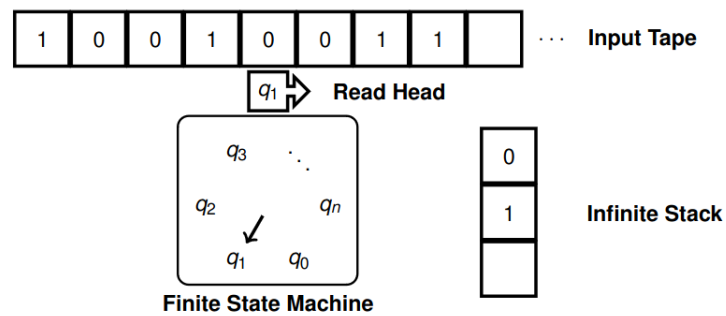 1 0 0 1 0 0 1 1 ... Input Tape
q1 Read Head
q3 ⋱
0
q2 qn
1 Infinite Stack
q1 q0
Finite State Machine